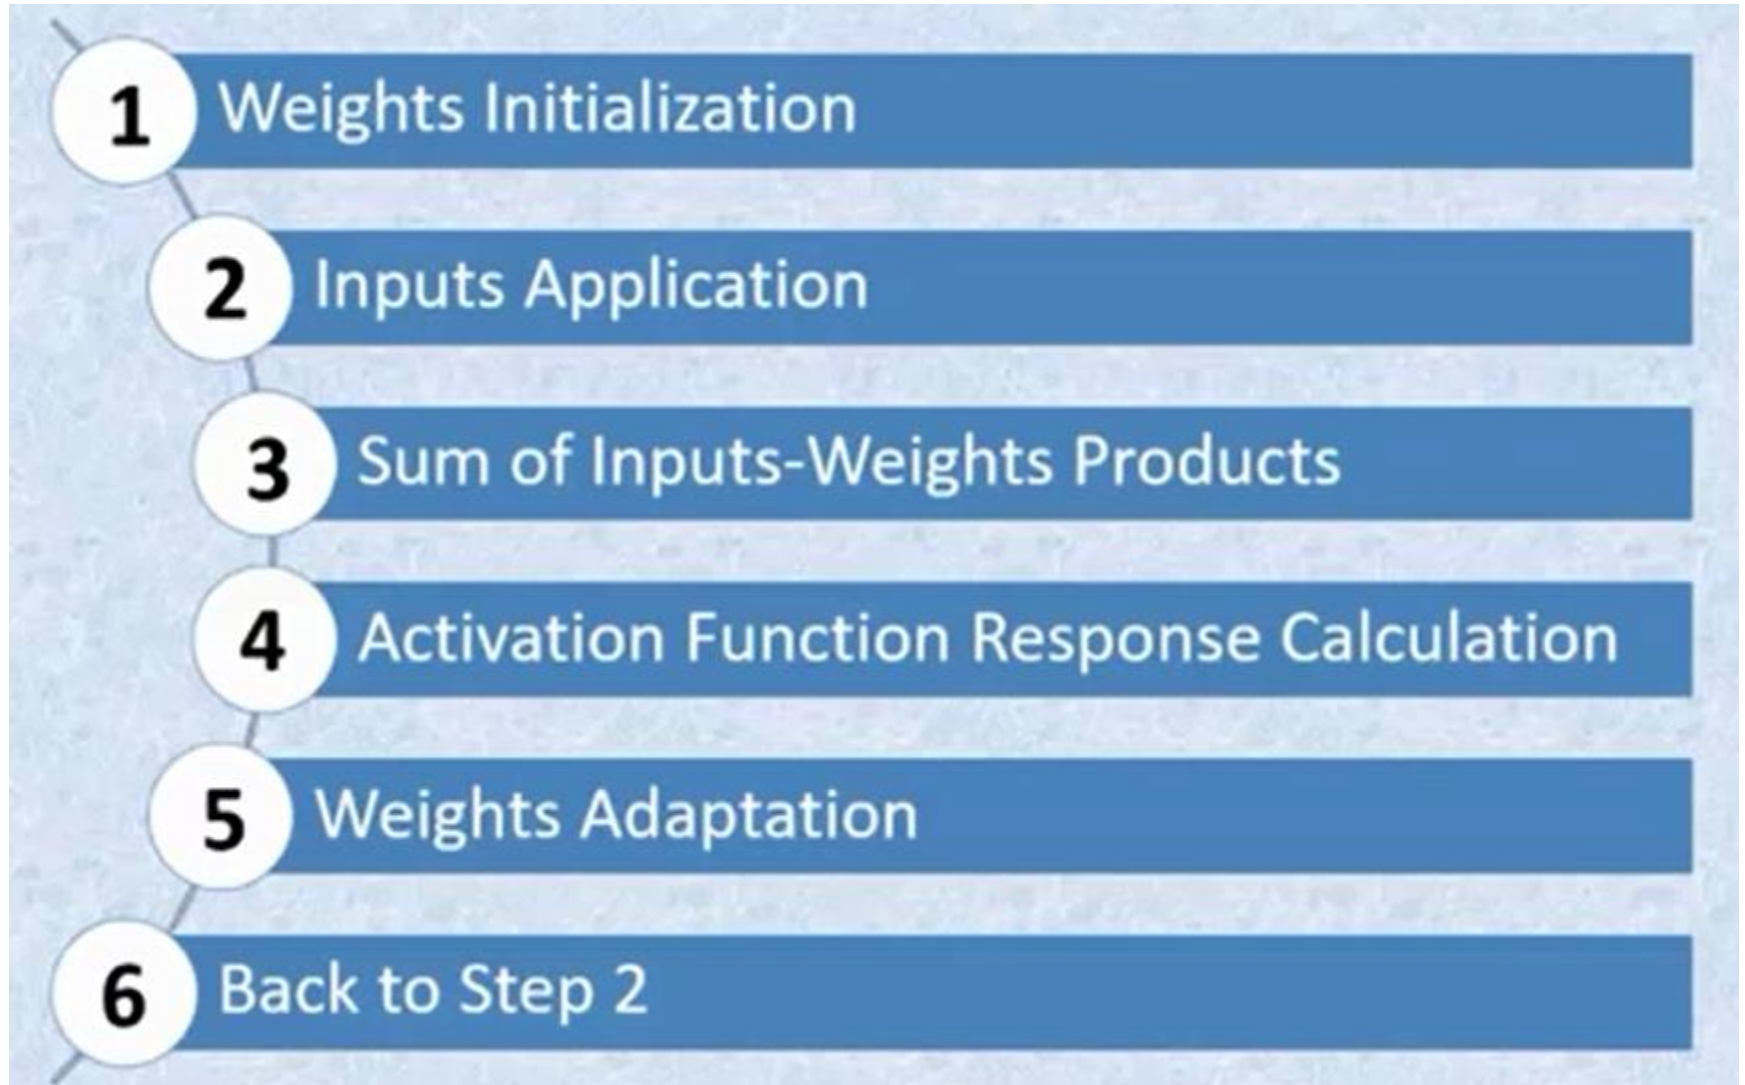 1 Weights Initialization
2 Inputs Application
3 Sum of Inputs-Weights Products
4 Activation Function Response Calculation
5 Weights Adaptation
6 Back to Step 2